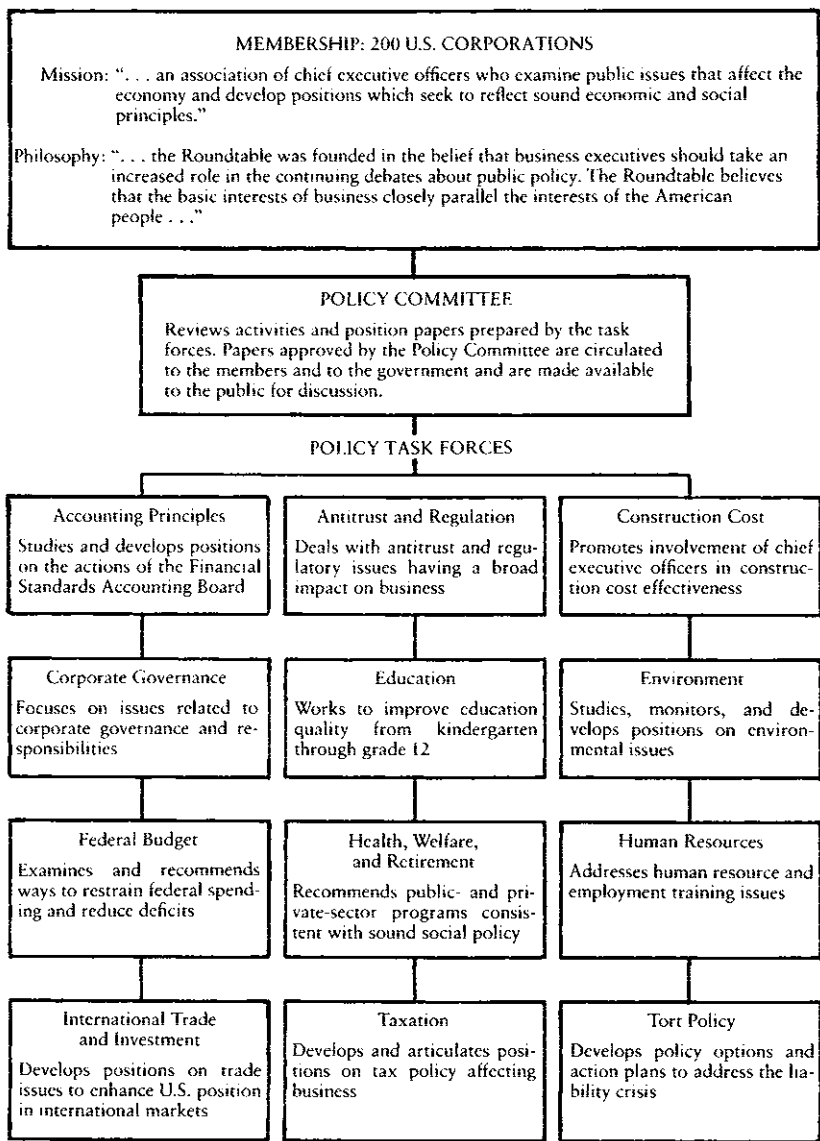 MEMBERSHIP: 200 U.S. CORPORATIONS
Mission: “. . . an association of chief executive officers who examine public issues that affect the
economy and develop positions which seek to reflect sound economic and social
principles.”
Philosophy: “. . . the Roundtable was founded in the belief that business executives should take an
increased role in the continuing debates about public policy. The Roundtable believes
that the basic interests of business closely parallel the interests of the American
people . . .”
POLICY COMMITTEE
Reviews activities and position papers prepared by the task
forces. Papers approved by the Policy Committee are circulated
to the members and to the government and are made available
to the public for discussion.
POLICY TASK FORCES
Accounting Principles
Studies and develops positions
on the actions of the Financial
Standards Accounting Board
Antitrust and Regulation
Deals with antitrust and regu-
latory issues having a broad
impact on business
Construction Cost
Promotes involvement of chief
executive officers in construc-
tion cost effectiveness
Corporate Governance
Focuses on issues related to
corporate governance and re-
sponsibilities
Education
Works to improve education
quality from kindergarten
through grade 12
Environment
Studies, monitors, and de-
velops positions on environ-
mental issues
Federal Budget
Examines and recommends
ways to restrain federal spend-
ing and reduce deficits
Health, Welfare,
and Retirement
Recommends public- and pri-
vate-sector programs consis-
tent with sound social policy
Human Resources
Addresses human resource and
employment training issues
International Trade
and Investment
Develops positions on trade
issues to enhance U.S. position
in international markets
Taxation
Develops and articulates posi-
tions on tax policy affecting
business
Tort Policy
Develops policy options and
action plans to address the lia-
bility crisis